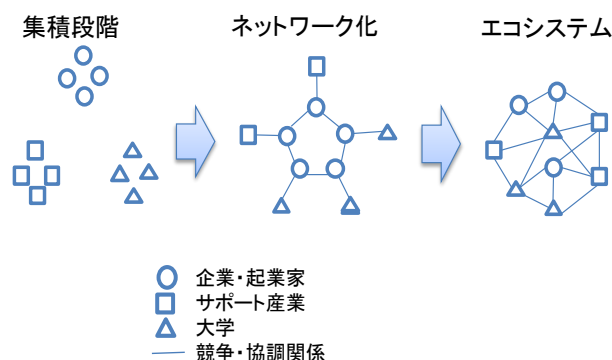 集積段階
ネットワーク化
エコシステム
企業・起業家
サポート産業
大学
競争・協調関係